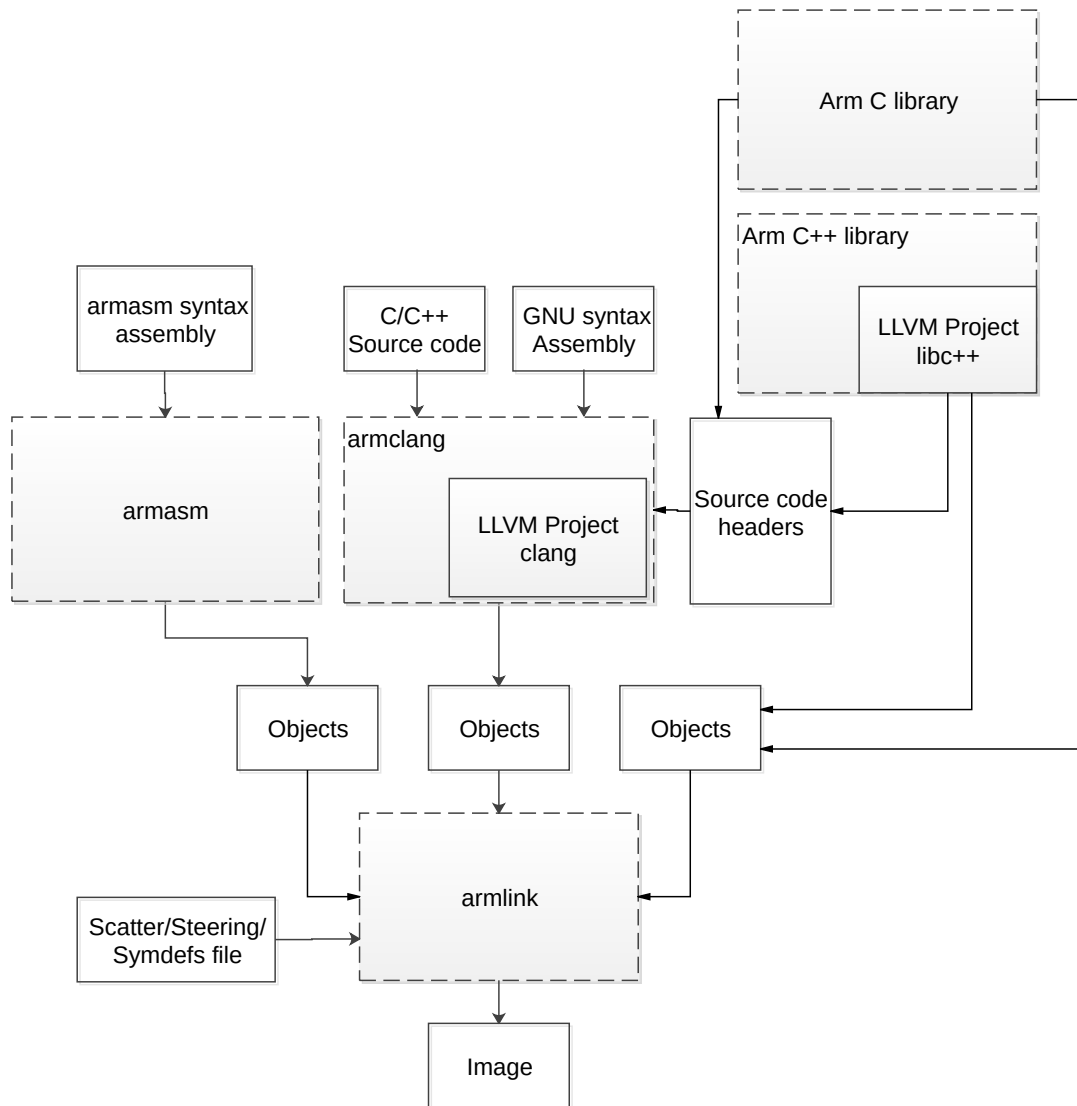 Arm C library
Arm C++ library
LLVM Project
libc++
armasm syntax
assembly
C/C++
Source code
GNU syntax
Assembly
armasm
armclang
LLVM Project
clang
Source code
headers
Objects
Objects
Objects
armlink
Scatter/Steering/
Symdefs file
Image